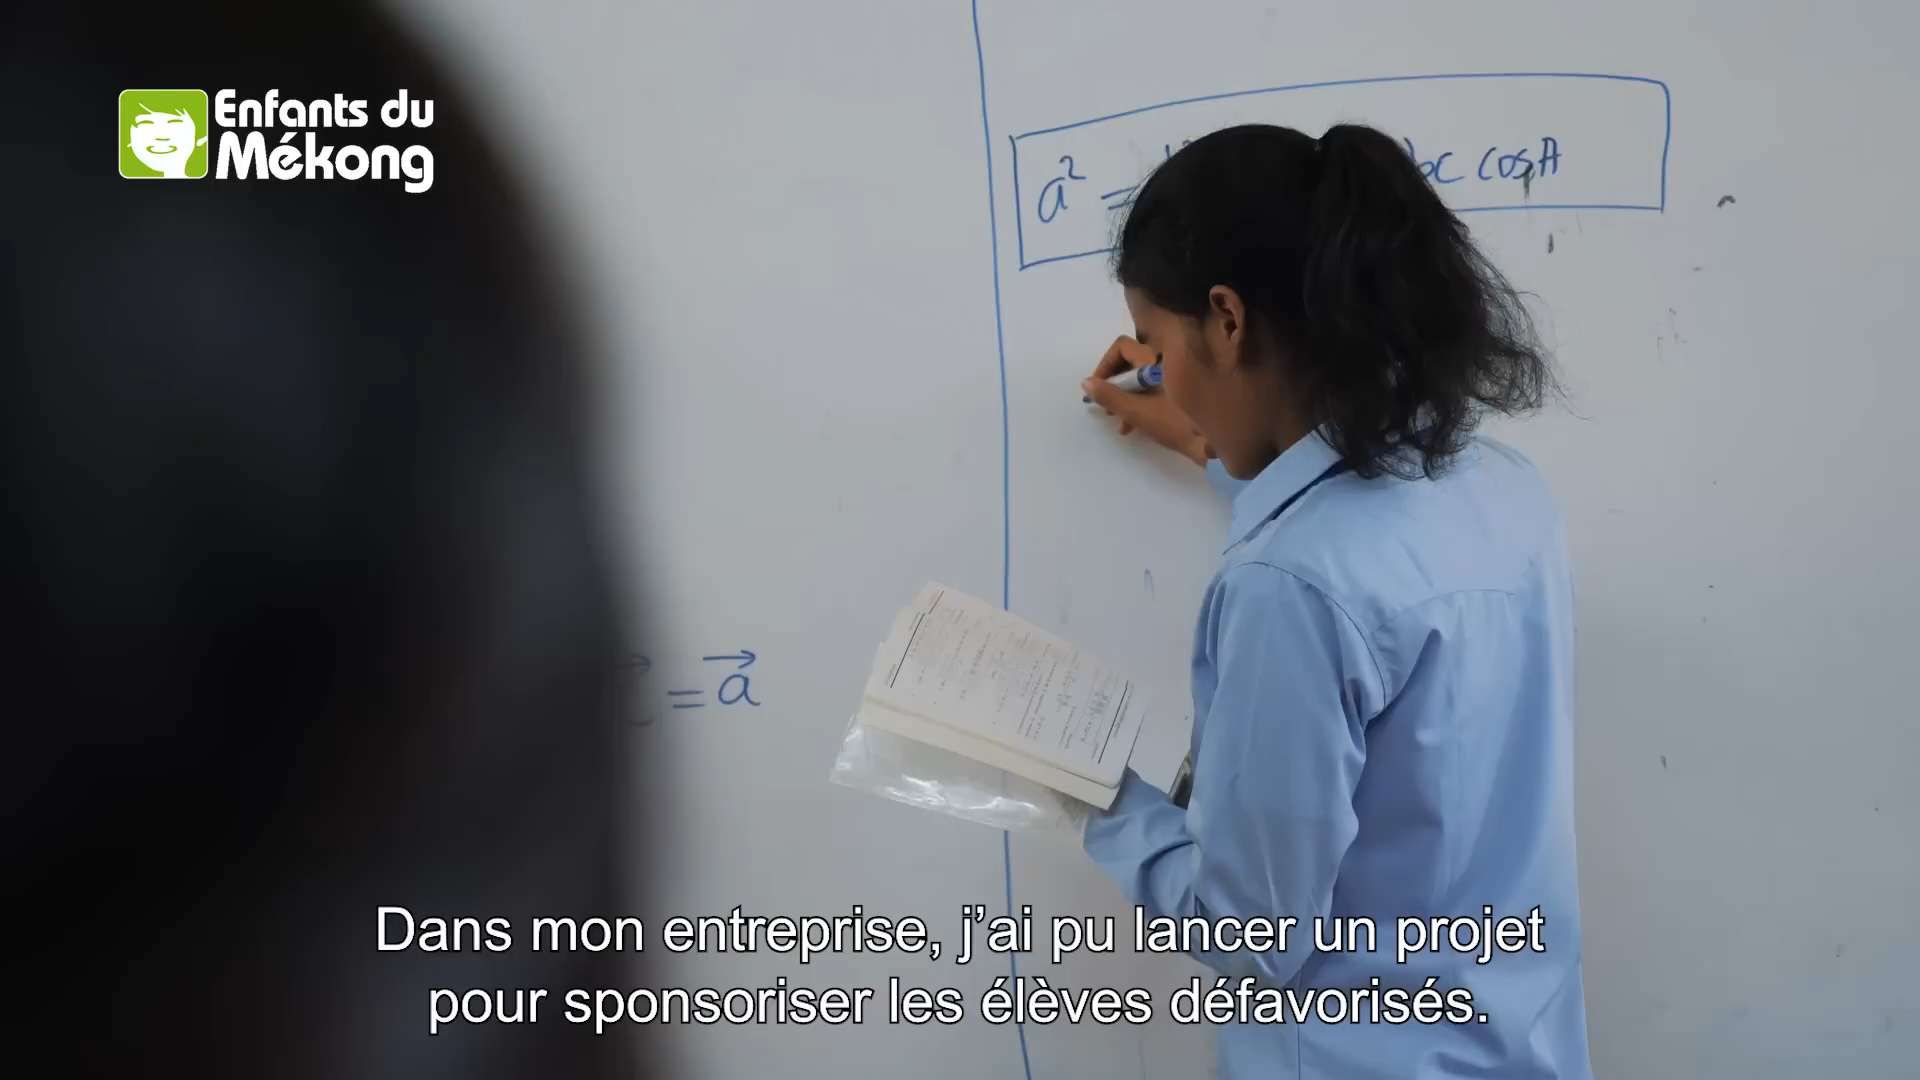 Enfants du
Mékong
a² =
bc cosA
= a⃗
Dans mon entreprise, j’ai pu lancer un projet
pour sponsoriser les élèves défavorisés.